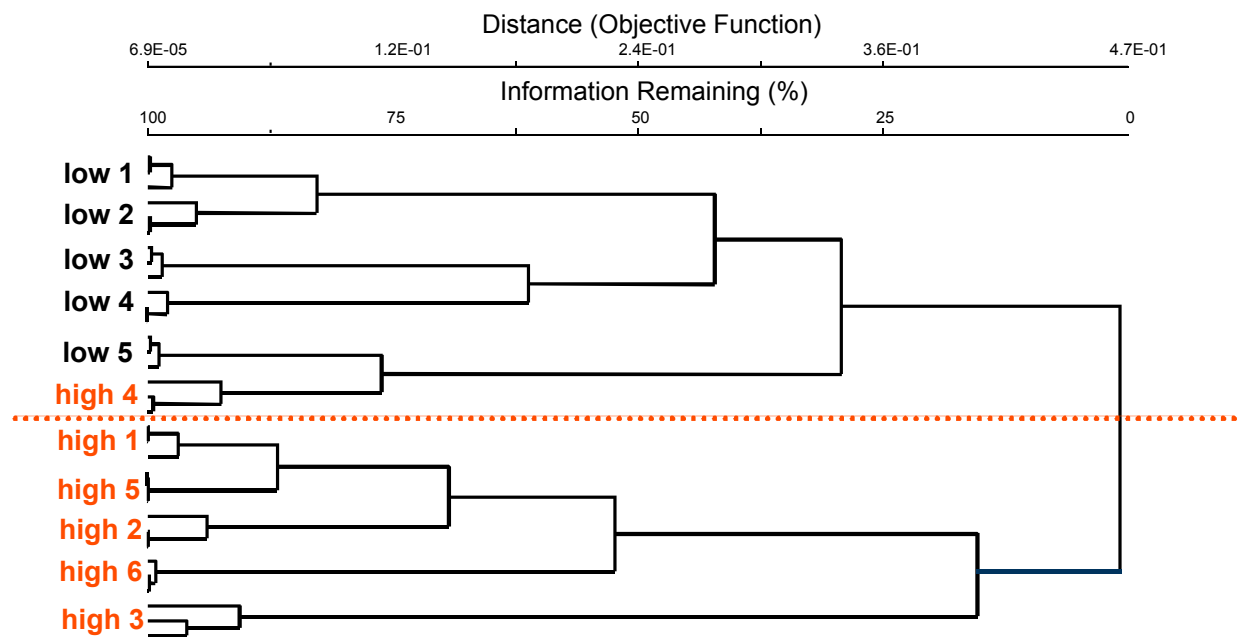 Distance (Objective Function)
6.9E-05 1.2E-01 2.4E-01 3.6E-01 4.7E-01
Information Remaining (%)
100 75 50 25 0
low 1
low 2
low 3
low 4
low 5
high 4
high 1
high 5
high 2
high 6
high 3